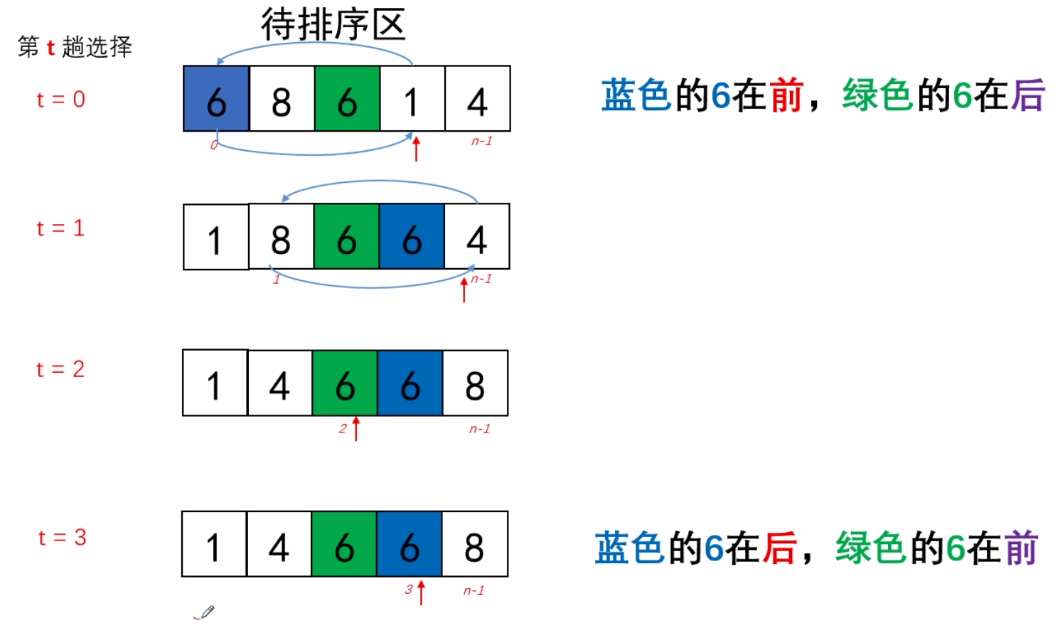 待排序区
第 t 趟选择
t = 0
6 8 6 1 4
0 n-1
蓝色的6在前，绿色的6在后
t = 1
1 8 6 6 4
1 n-1
t = 2
1 4 6 6 8
2 n-1
t = 3
1 4 6 6 8
3 n-1
蓝色的6在后，绿色的6在前